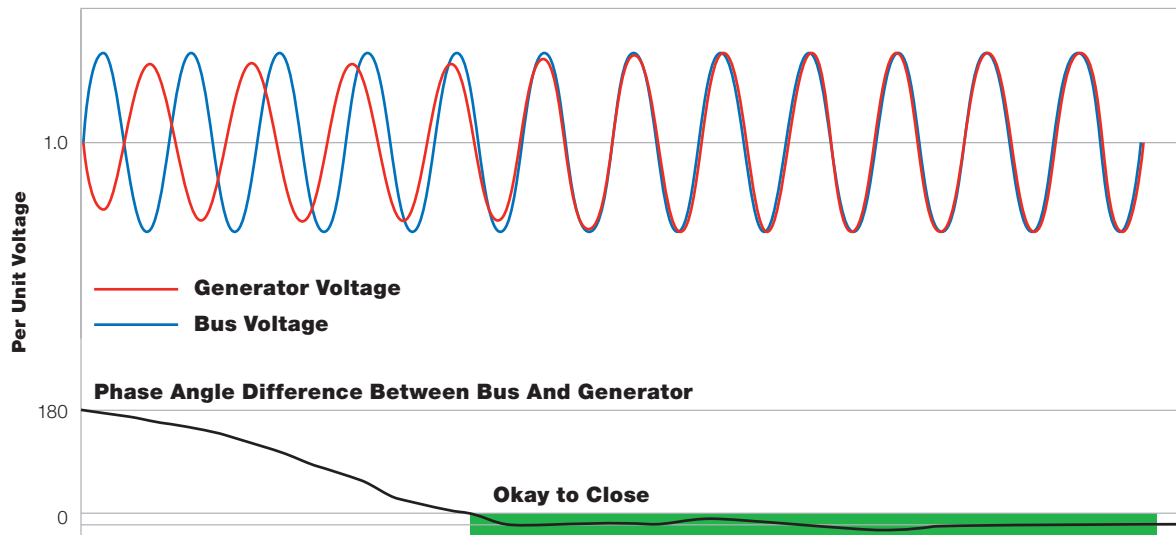 1.0
Per Unit Voltage
Generator Voltage
Bus Voltage
Phase Angle Difference Between Bus And Generator
180
Okay to Close
0